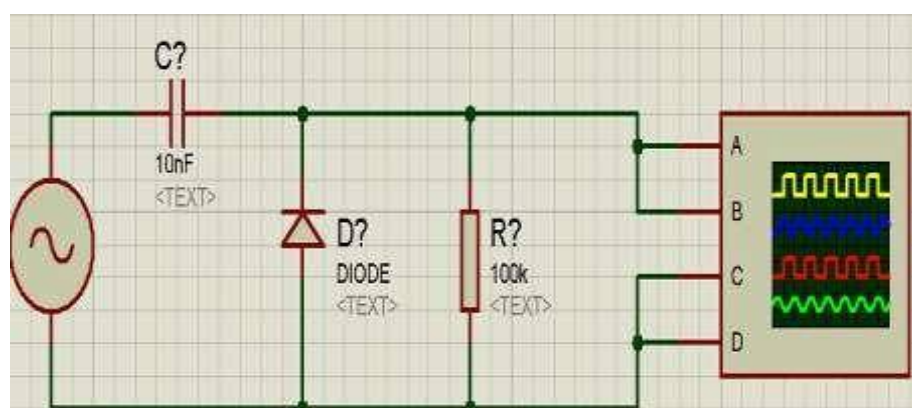 C?
10nF
<TEXT>
D?
DIODE
<TEXT>
R?
100k
<TEXT>
A
B
C
D